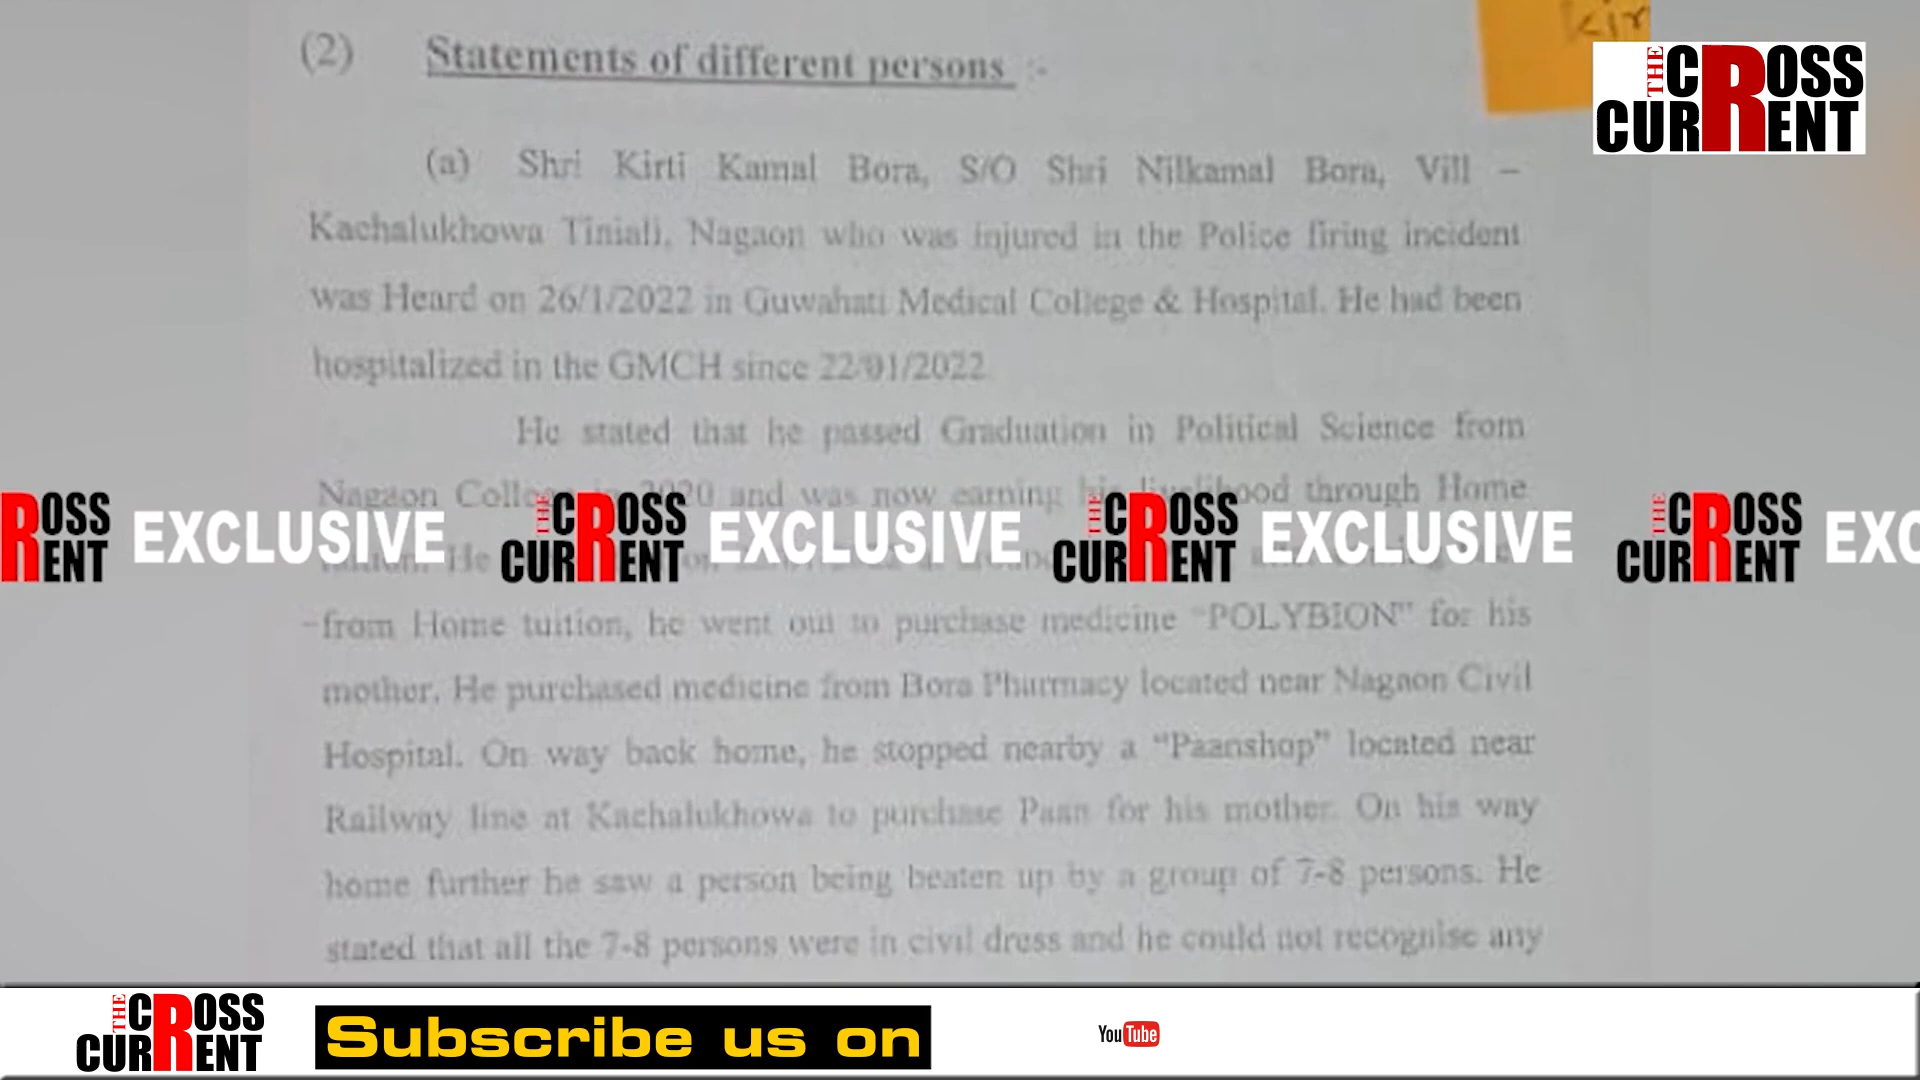 kir
THE CROSS CURRENT
(2) Statements of different persons :-
(a) Shri Kirti Kamal Bora, S/O Shri Nilkamal Bora, Vill –
Kachalukhowa Tiniali, Nagaon who was injured in the Police firing incident
was Heard on 26/1/2022 in Guwahati Medical College & Hospital. He had been
hospitalized in the GMCH since 22/01/2022
He stated that he passed Graduation in Political Science from
Nagaon College in 2020 and was now earning his livelihood through Home
He
ROSS RENT EXCLUSIVE THE CROSS CURRENT EXCLUSIVE THE CROSS CURRENT EXCLUSIVE THE CROSS CURRENT EXC
from Home tuition, he went out to purchase medicine "POLYBION" for his
mother. He purchased medicine from Bora Pharmacy located near Nagaon Civil
Hospital. On way back home, he stopped nearby a "Paanshop" located near
Railway line at Kachalukhowa to purchase Paan for his mother. On his way
home further he saw a person being beaten up by a group of 7-8 persons. He
stated that all the 7-8 persons were in civil dress and he could not recognise any
THE CROSS CURRENT Subscribe us on YouTube